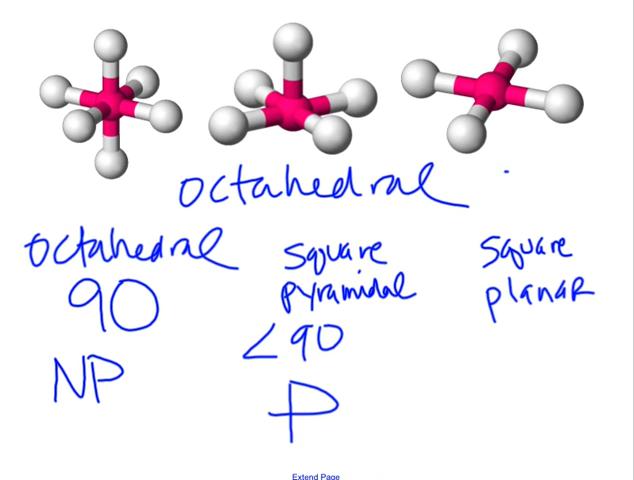 octahedral
octahedral
square
pyramidal
square
planar
90
<90
NP
P
Extend Page